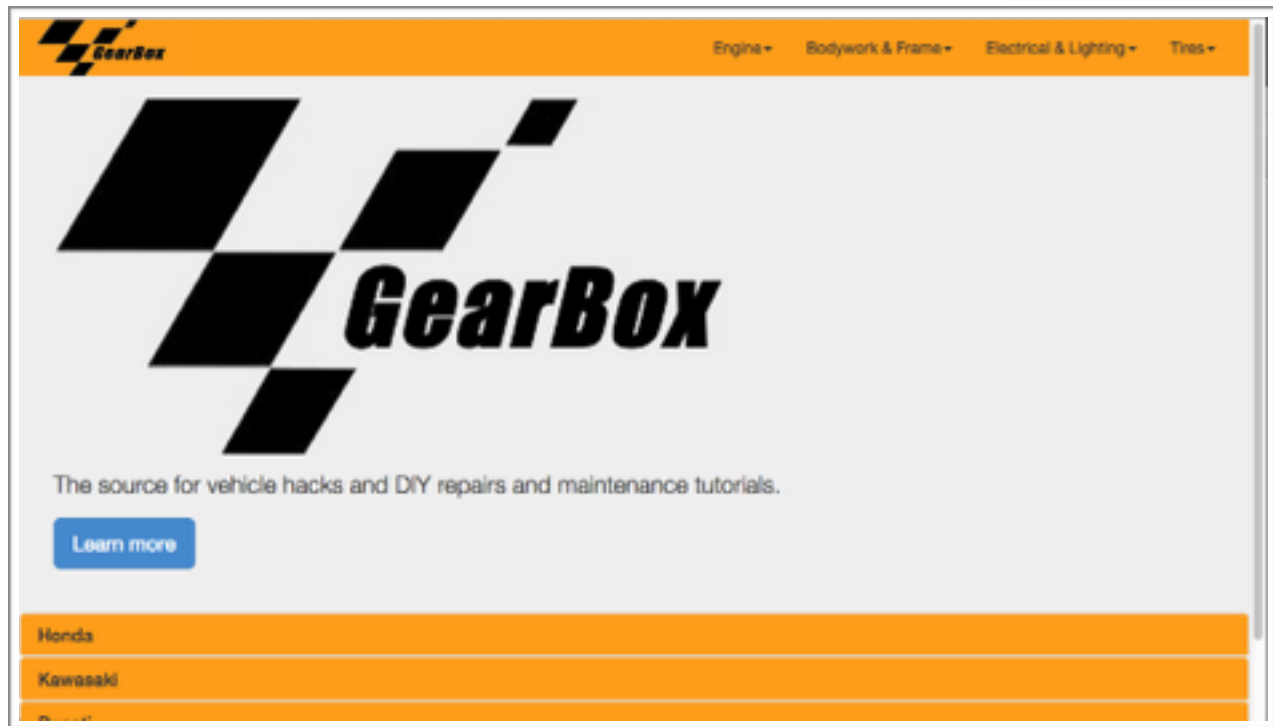 GearBox
Engine Bodywork & Frame Electrical & Lighting Tires
GearBox
The source for vehicle hacks and DIY repairs and maintenance tutorials.
Learn more
Honda
Kawasaki